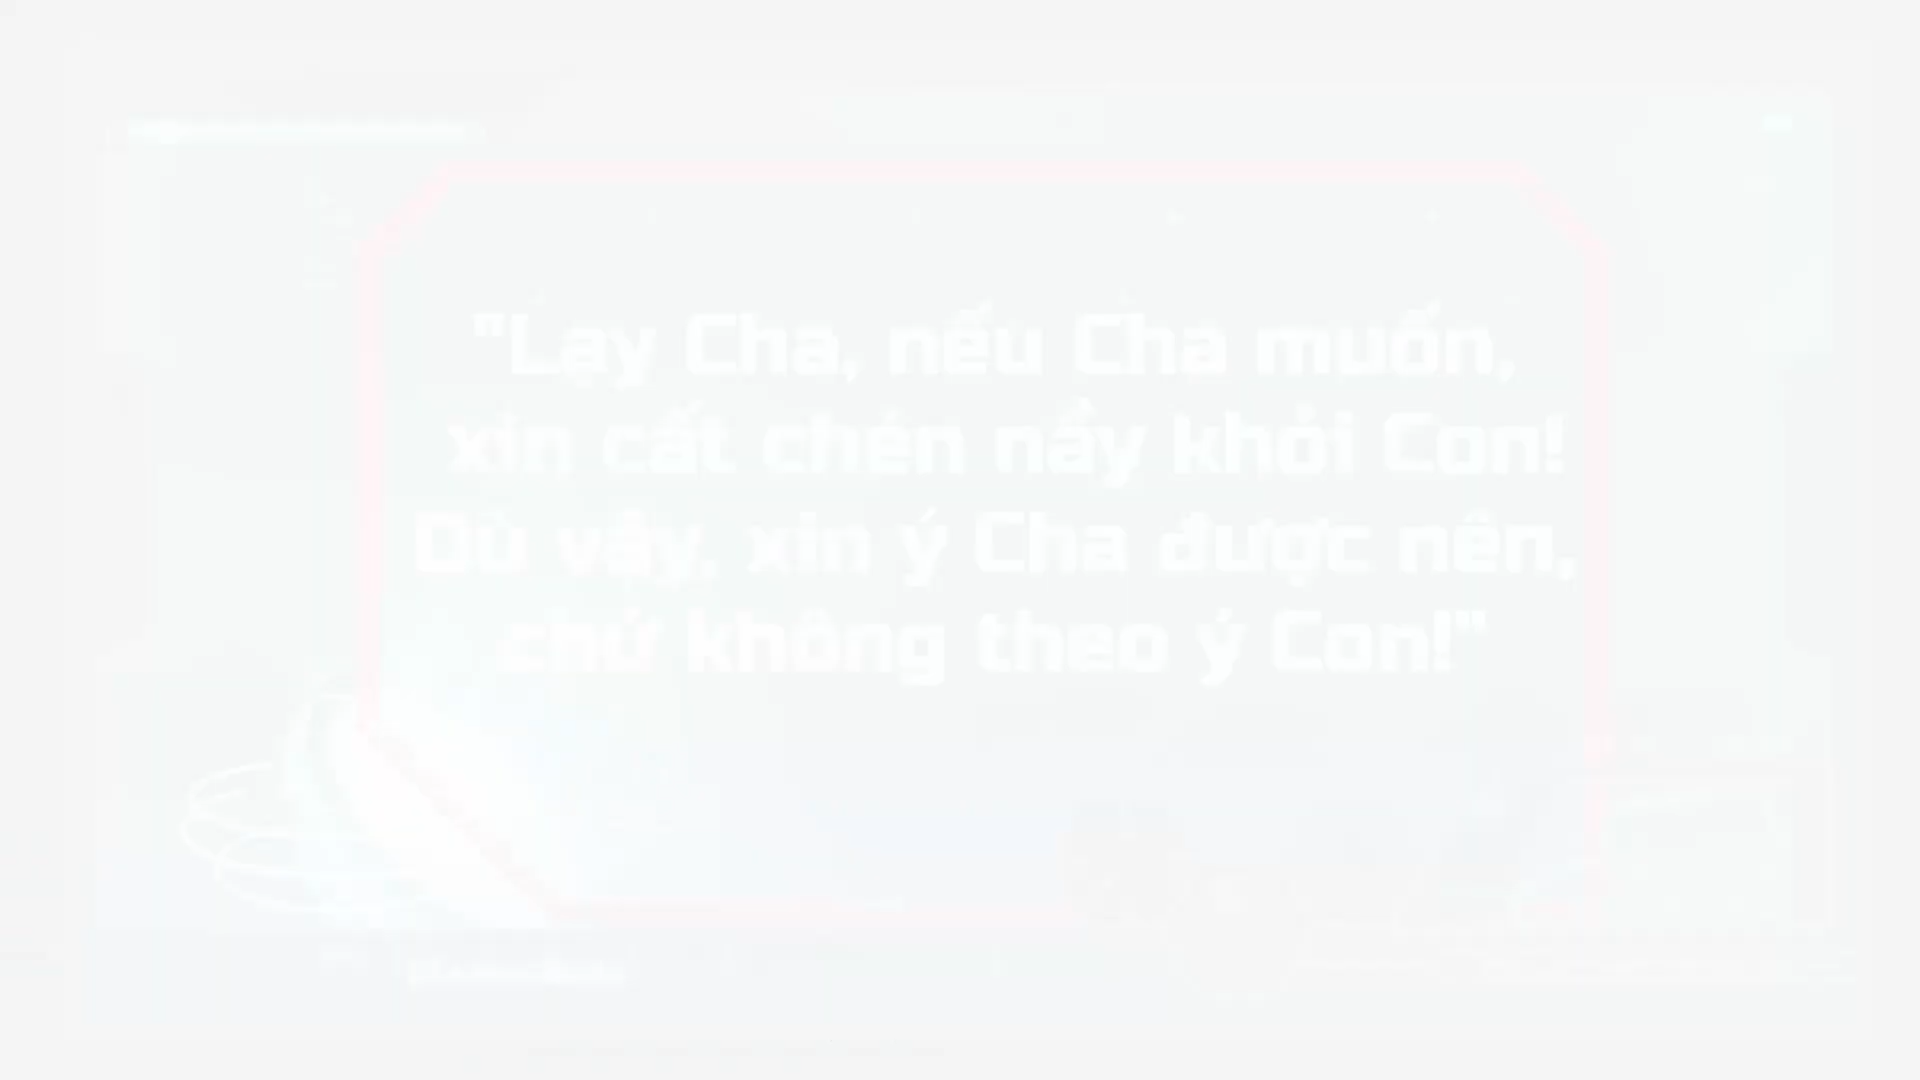 "Lạy Cha, nếu Cha muốn,
xin cất chén nầy khỏi Con!
Dù vậy, xin ý Cha được nên,
chứ không theo ý Con!"